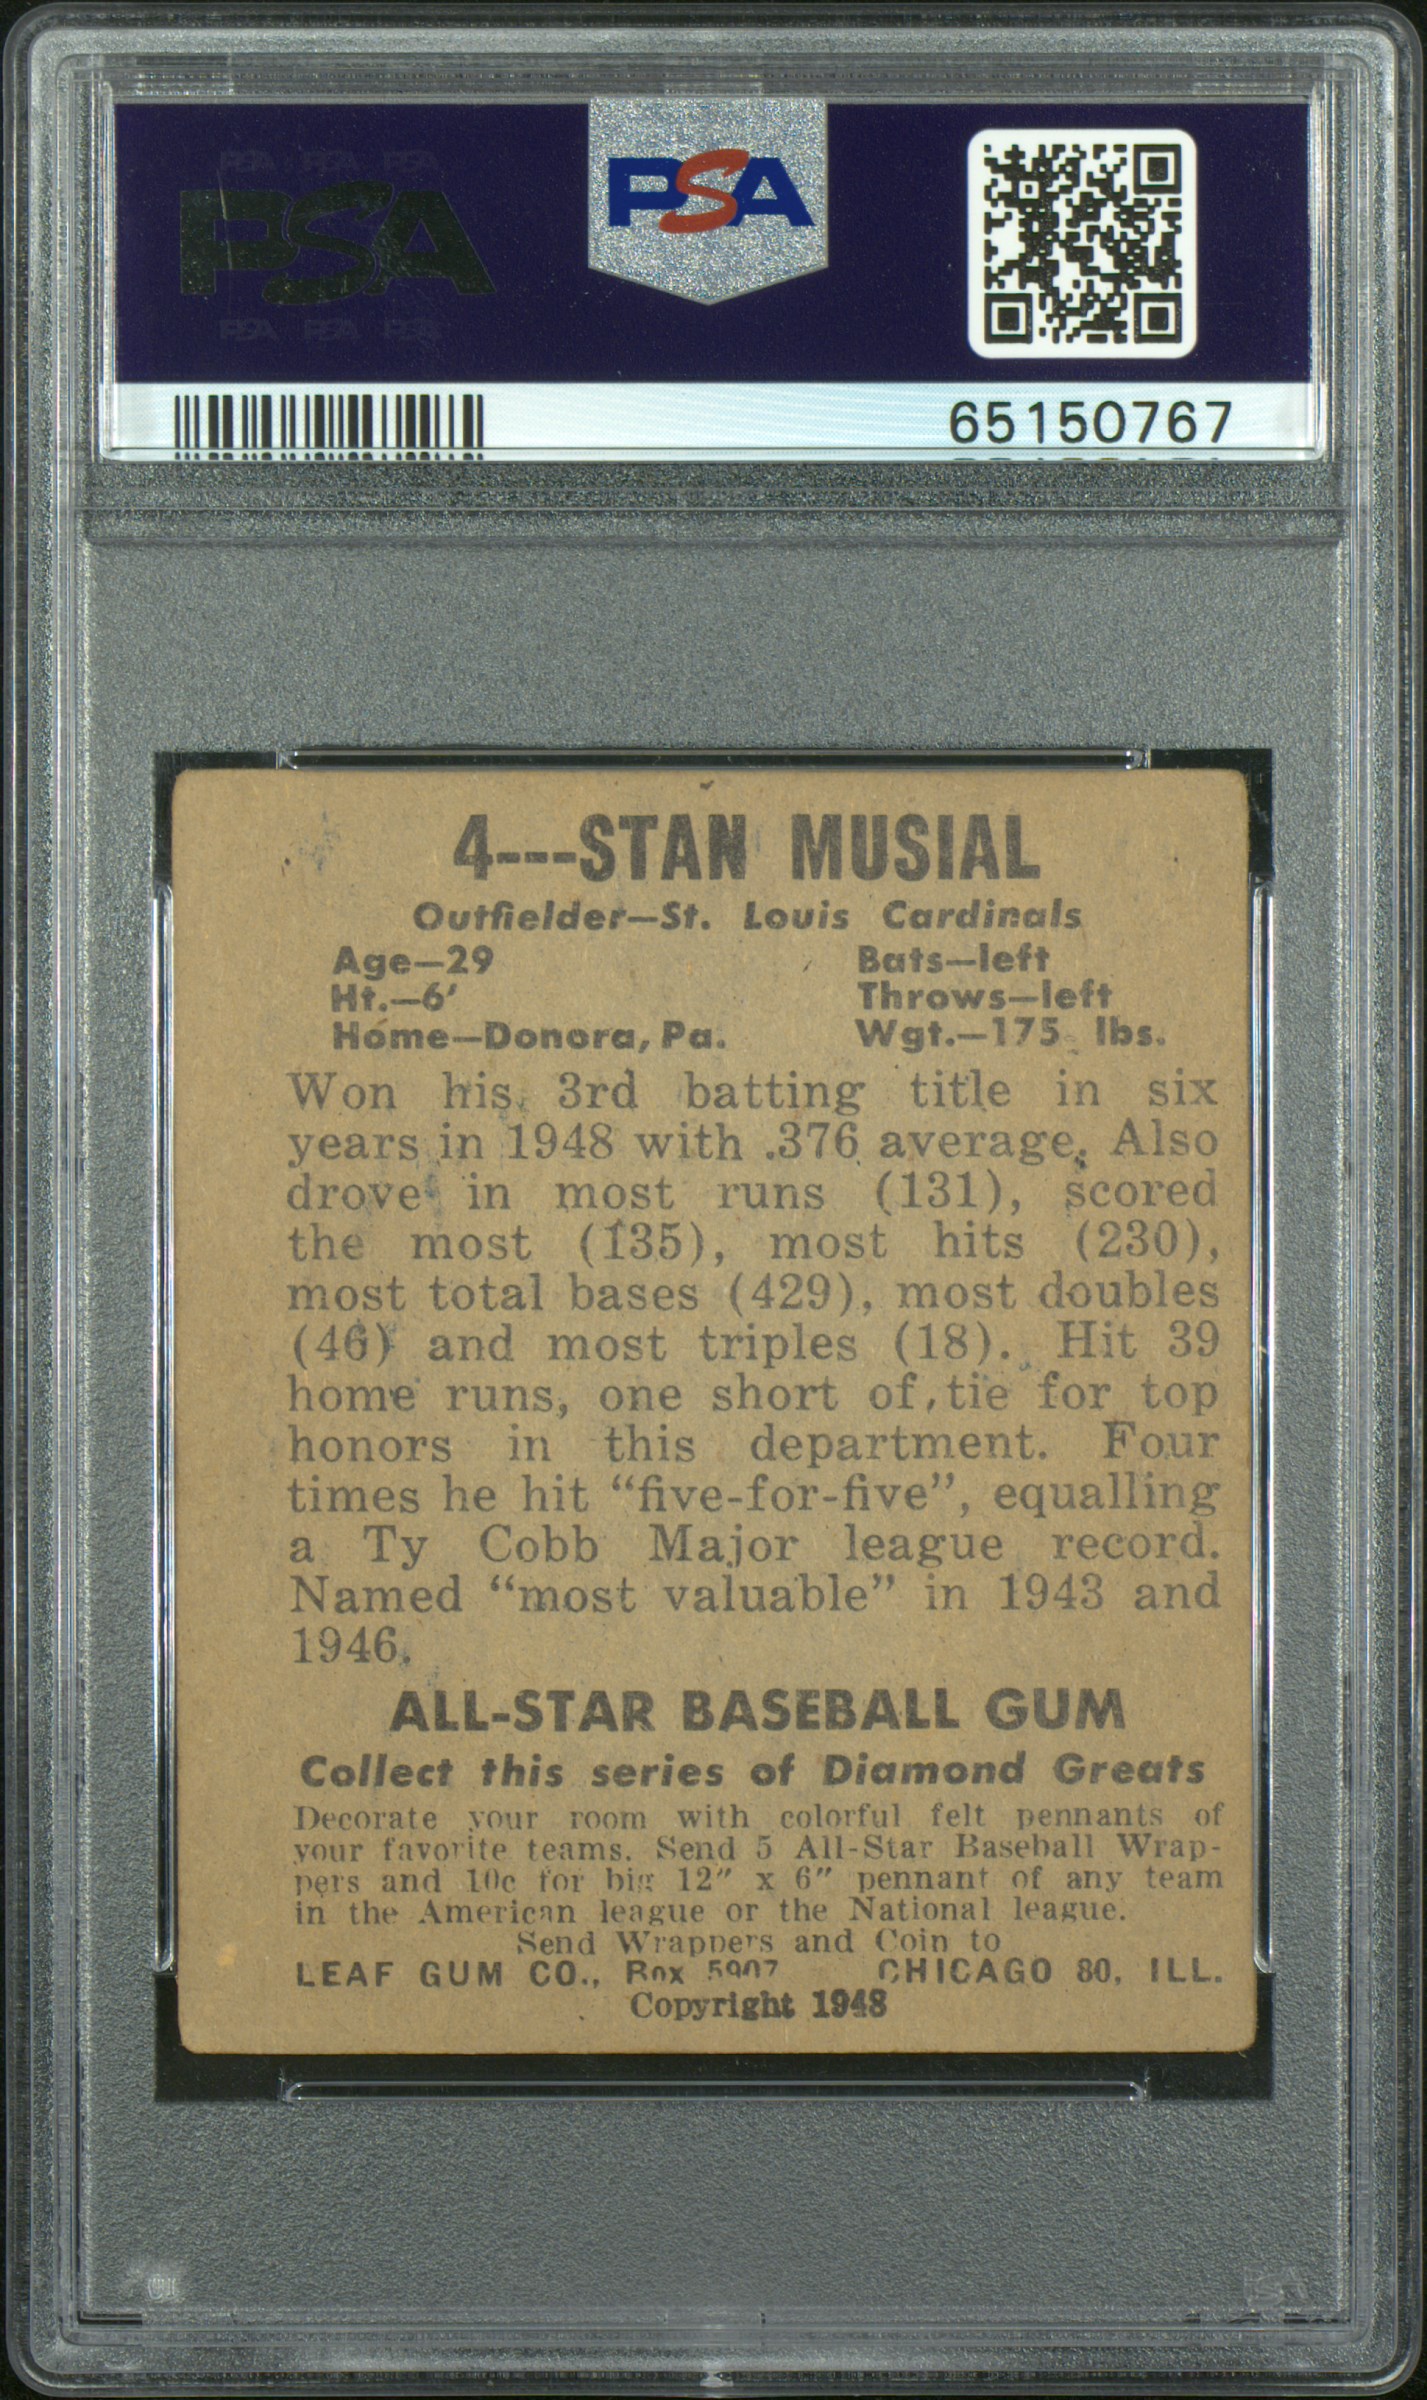 PSA PSA PSA
PSA
PSA PSA PSA
PSA
65150767
4---STAN MUSIAL
Outfielder—St. Louis Cardinals
Age—29 Bats—left
Ht.—6' Throws—left
Home—Donora, Pa. Wgt.—175 lbs.
Won his 3rd batting title in six
years in 1948 with .376 average. Also
drove in most runs (131), scored
the most (135), most hits (230),
most total bases (429), most doubles
(46) and most triples (18). Hit 39
home runs, one short of tie for top
honors in this department. Four
times he hit “five-for-five”, equalling
a Ty Cobb Major league record.
Named “most valuable” in 1943 and
1946.
ALL-STAR BASEBALL GUM
Collect this series of Diamond Greats
Decorate your room with colorful felt pennants of
your favorite teams. Send 5 All-Star Baseball Wrap-
pers and 10c for big 12″ x 6″ pennant of any team
in the American league or the National league.
Send Wrappers and Coin to
LEAF GUM CO., Box 5907 CHICAGO 80, ILL.
Copyright 1948